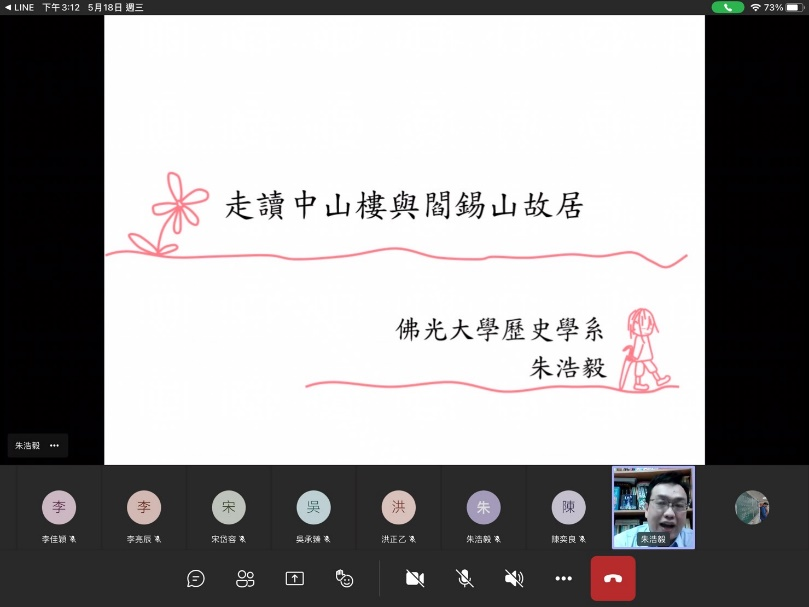 ◀ LINE 下午3:12 5月18日 週三
73%
走讀中山樓與閻錫山故居
佛光大學歷史學系
朱浩毅
朱浩毅 •••
李 李 宋 吳 洪 朱 陳
李佳穎 李兆辰 宋岱容 吳承臻 洪正乙 朱浩毅 陳奕良 朱浩毅